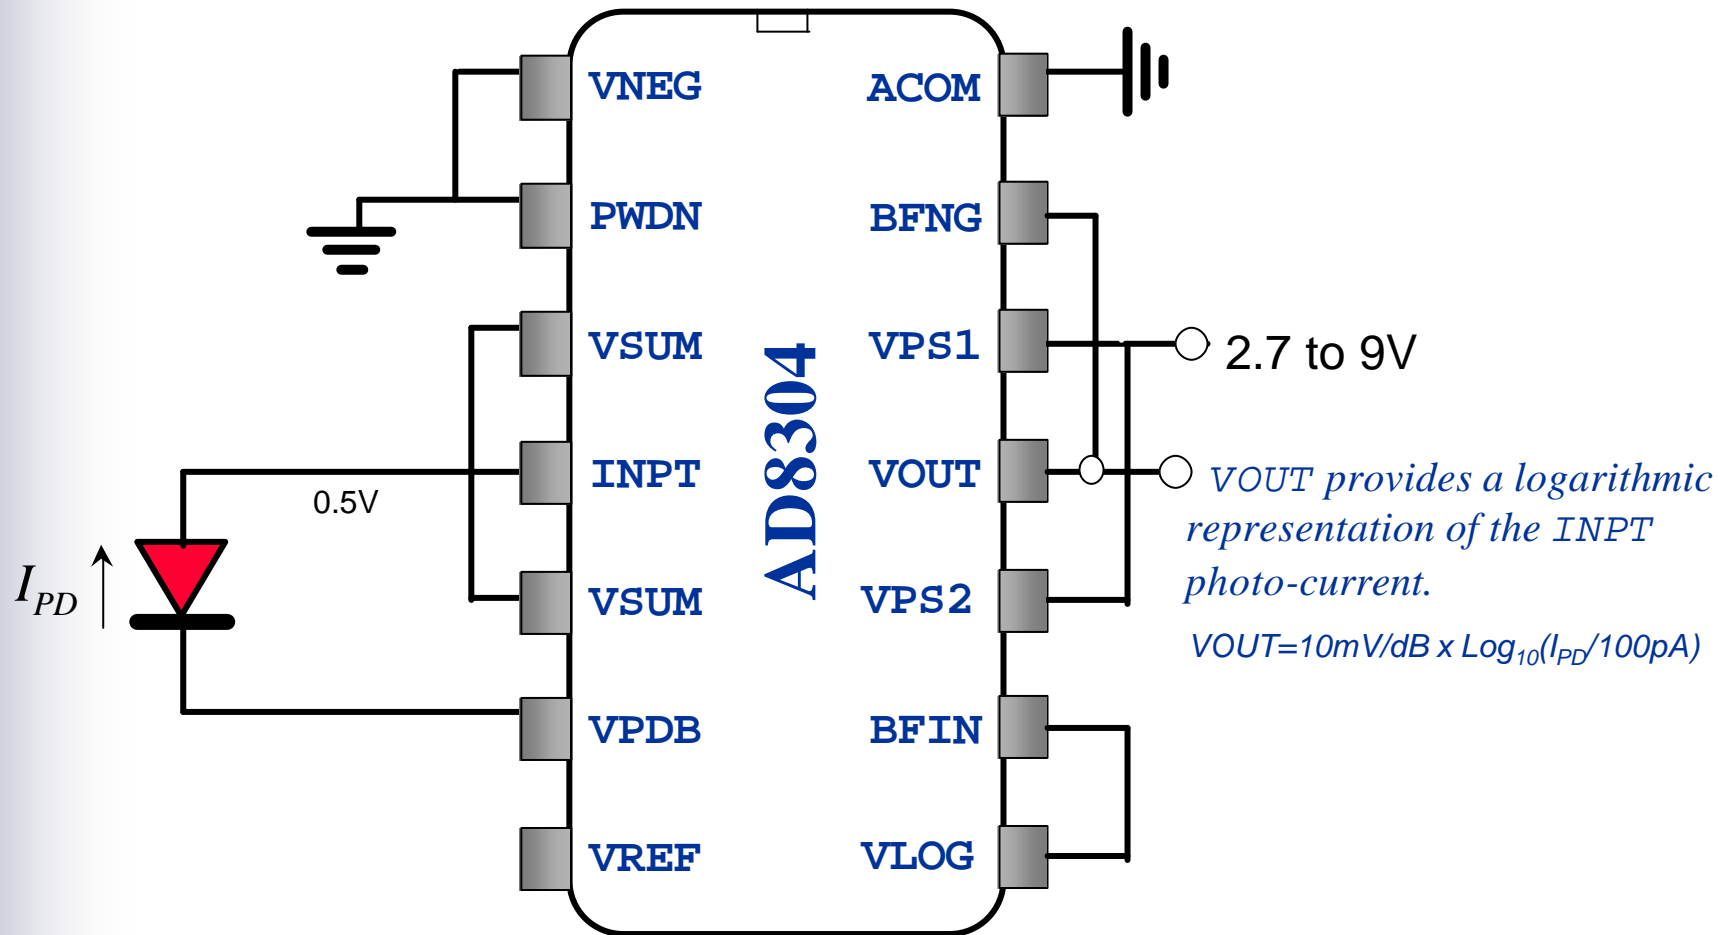 VNEG
PWDN
VSUM
INPT
VSUM
VPDB
VREF
0.5V
IPD
AD8304
ACOM
BFNG
VPS1
VOUT
VPS2
BFIN
VLOG
2.7 to 9V
VOUT provides a logarithmic
representation of the INPT
photo-current.
VOUT=10mV/dB x Log10(IPD/100pA)